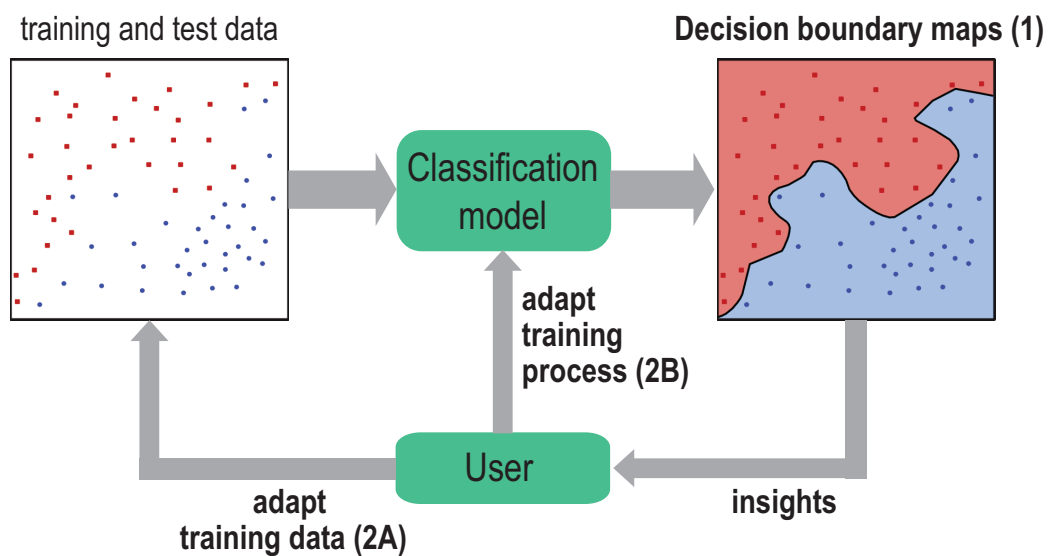 training and test data
Decision boundary maps (1)
Classification
model
adapt
training
process (2B)
User
adapt
training data (2A)
insights